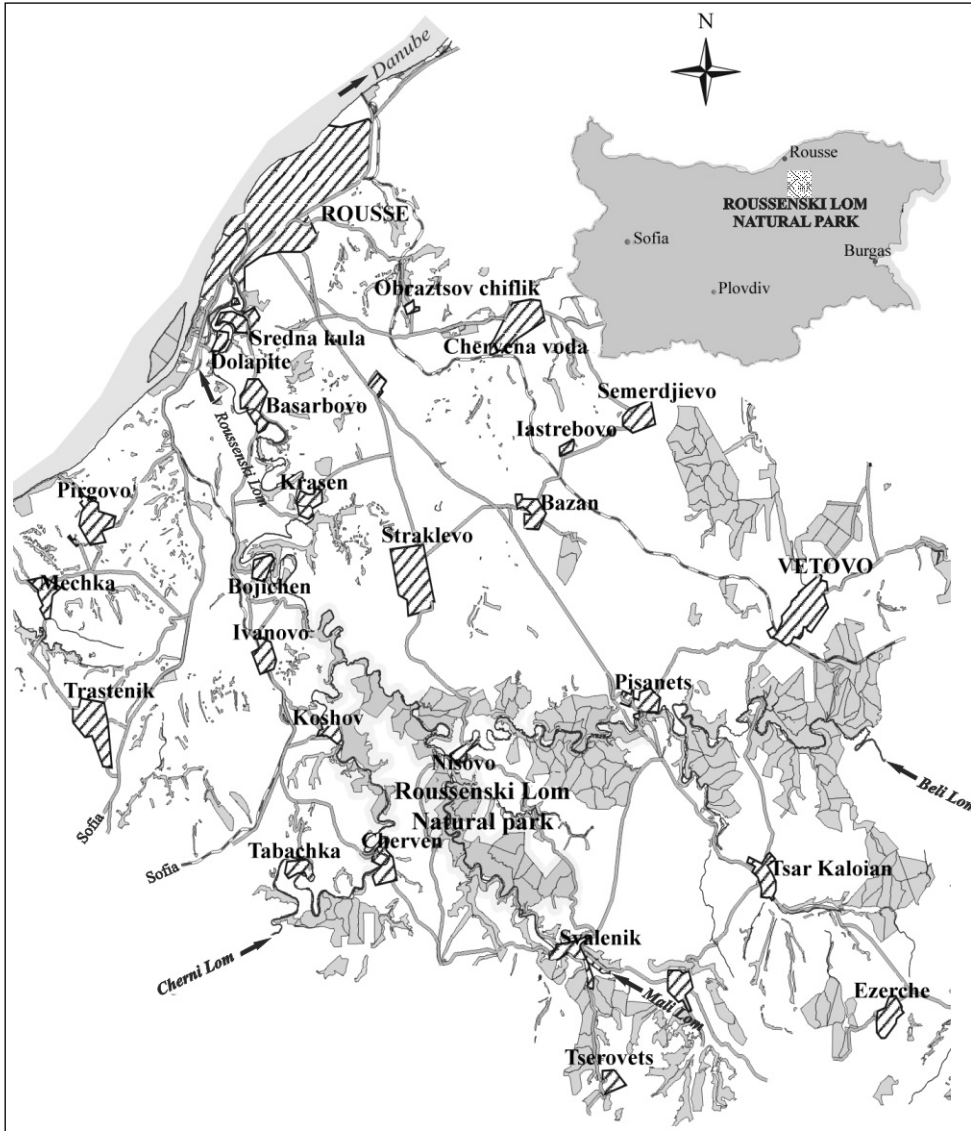 N
Danube
Rousse
ROUSSENSKI LOM
NATURAL PARK
Sofia
Burgas
Plovdiv
ROUSSE
Obraztsov chiflik
Sredna kula
Chervena voda
Dolapite
Basarbovo
Semerdjievo
Roussenski Lom
Iastrebovo
Krasen
Pirgovo
Bazan
Straklevo
Mechka
Bojichen
VETOVO
Ivanovo
Trastenik
Pisanets
Koshov
Nisovo
Roussenski Lom
Natural park
Beli Lom
Sofia
Sofia
Tabachka
Cherven
Tsar Kaloian
Cherni Lom
Svalenik
Mali Lom
Ezerche
Tserovets